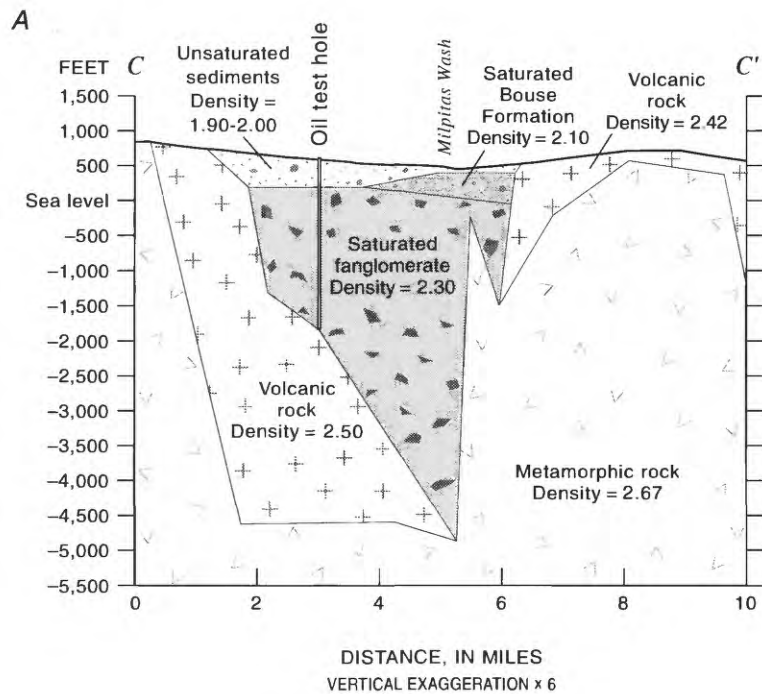 A
FEET
C
C'
Unsaturated
sediments
Density =
1.90-2.00
Oil test hole
Milpitas Wash
Saturated
Bouse
Formation
Density = 2.10
Volcanic
rock
Density = 2.42
1,500
1,000
500
Sea level
−500
−1,000
−1,500
−2,000
−2,500
−3,000
−3,500
−4,000
−4,500
−5,000
−5,500
Saturated
fanglomerate
Density = 2.30
Volcanic
rock
Density = 2.50
Metamorphic rock
Density = 2.67
0 2 4 6 8 10
DISTANCE, IN MILES
VERTICAL EXAGGERATION × 6